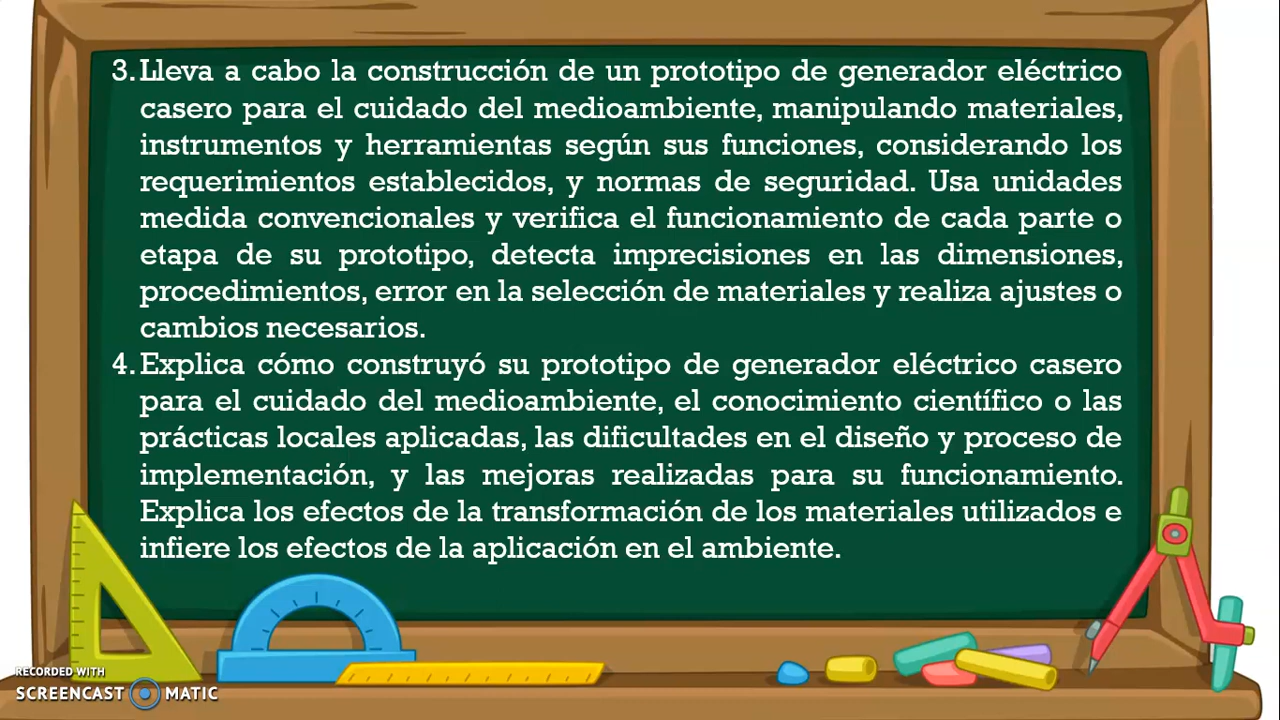 3. Lleva a cabo la construcción de un prototipo de generador eléctrico
casero para el cuidado del medioambiente, manipulando materiales,
instrumentos y herramientas según sus funciones, considerando los
requerimientos establecidos, y normas de seguridad. Usa unidades
medida convencionales y verifica el funcionamiento de cada parte o
etapa de su prototipo, detecta imprecisiones en las dimensiones,
procedimientos, error en la selección de materiales y realiza ajustes o
cambios necesarios.
4. Explica cómo construyó su prototipo de generador eléctrico casero
para el cuidado del medioambiente, el conocimiento científico o las
prácticas locales aplicadas, las dificultades en el diseño y proceso de
implementación, y las mejoras realizadas para su funcionamiento.
Explica los efectos de la transformación de los materiales utilizados e
infiere los efectos de la aplicación en el ambiente.
RECORDED WITH
SCREENCAST MATIC